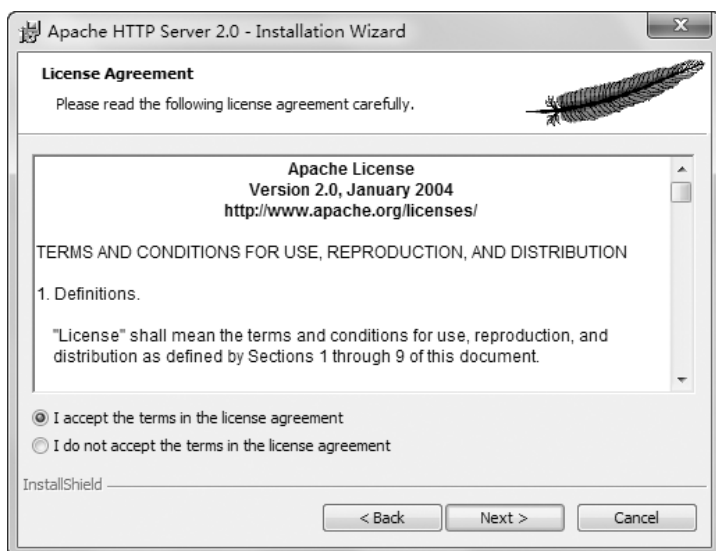 Apache HTTP Server 2.0 - Installation Wizard
License Agreement
Please read the following license agreement carefully.
Apache License
Version 2.0, January 2004
http://www.apache.org/licenses/
TERMS AND CONDITIONS FOR USE, REPRODUCTION, AND DISTRIBUTION
1. Definitions.
"License" shall mean the terms and conditions for use, reproduction, and
distribution as defined by Sections 1 through 9 of this document.
I accept the terms in the license agreement
I do not accept the terms in the license agreement
InstallShield
< Back
Next >
Cancel